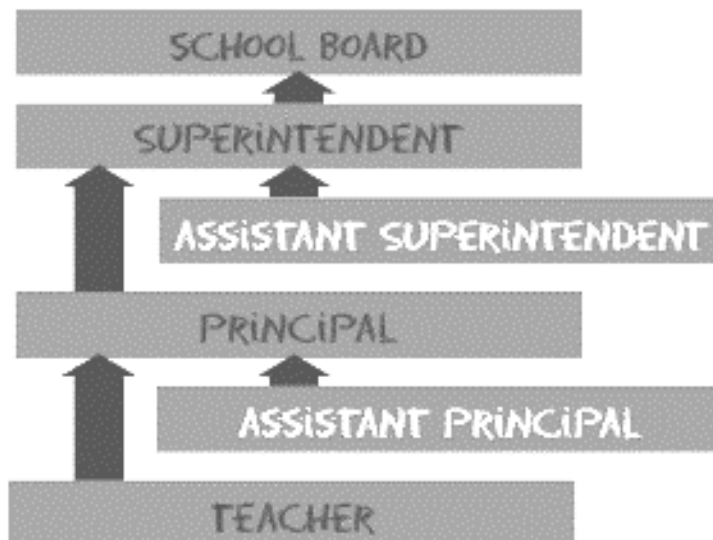 SCHOOL BOARD
SUPERiNTENDENT
ASSiSTANT SUPERiNTENDENT
PRiNCiPAL
ASSiSTANT PRiNCiPAL
TEACHER